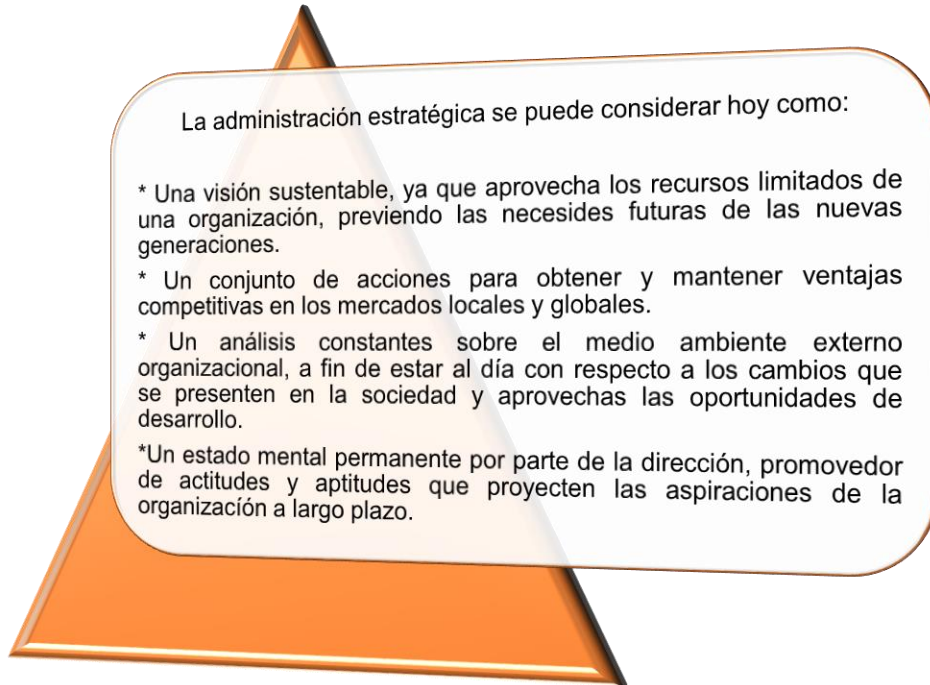 La administración estratégica se puede considerar hoy como:
* Una visión sustentable, ya que aprovecha los recursos limitados de
una organización, previendo las necesides futuras de las nuevas
generaciones.
* Un conjunto de acciones para obtener y mantener ventajas
competitivas en los mercados locales y globales.
* Un análisis constantes sobre el medio ambiente externo
organizacional, a fin de estar al día con respecto a los cambios que
se presenten en la sociedad y aprovechas las oportunidades de
desarrollo.
*Un estado mental permanente por parte de la dirección, promovedor
de actitudes y aptitudes que proyecten las aspiraciones de la
organizacíón a largo plazo.